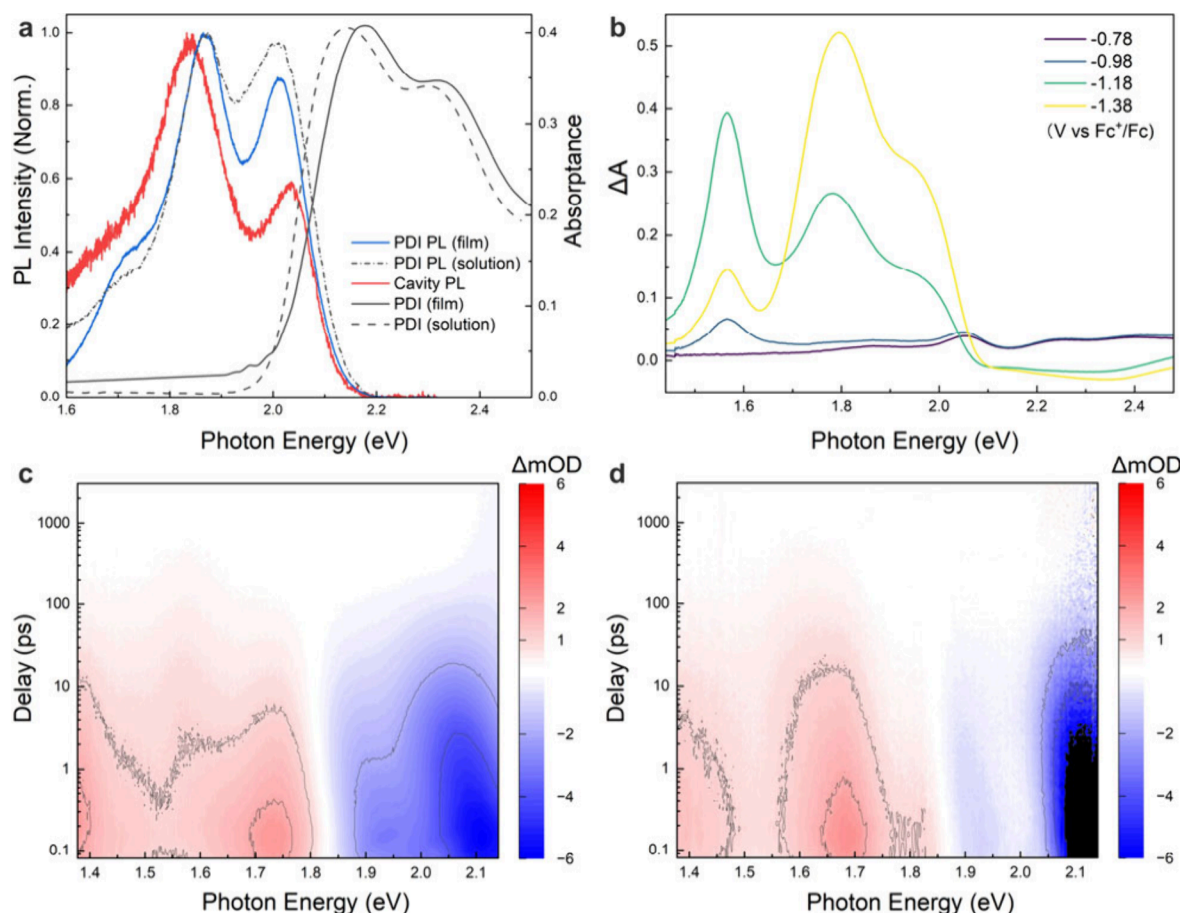 a
PL Intensity (Norm.)
1.0
0.8
0.6
0.4
0.2
0.0
PDI PL (film)
PDI PL (solution)
Cavity PL
PDI (film)
PDI (solution)
0.4
0.3
0.2
0.1
0.0
Absorptance
1.6 1.8 2.0 2.2 2.4
Photon Energy (eV)
b
ΔA
0.5
0.4
0.3
0.2
0.1
0.0
-0.78
-0.98
-1.18
-1.38
(V vs Fc⁺/Fc)
1.6 1.8 2.0 2.2 2.4
Photon Energy (eV)
c
ΔmOD
Delay (ps)
1000
100
10
1
0.1
6
4
2
1
−2
−4
−6
1.4 1.5 1.6 1.7 1.8 1.9 2.0 2.1
Photon Energy (eV)
d
ΔmOD
Delay (ps)
1000
100
10
1
0.1
6
4
2
1
−2
−4
−6
1.4 1.5 1.6 1.7 1.8 1.9 2.0 2.1
Photon Energy (eV)